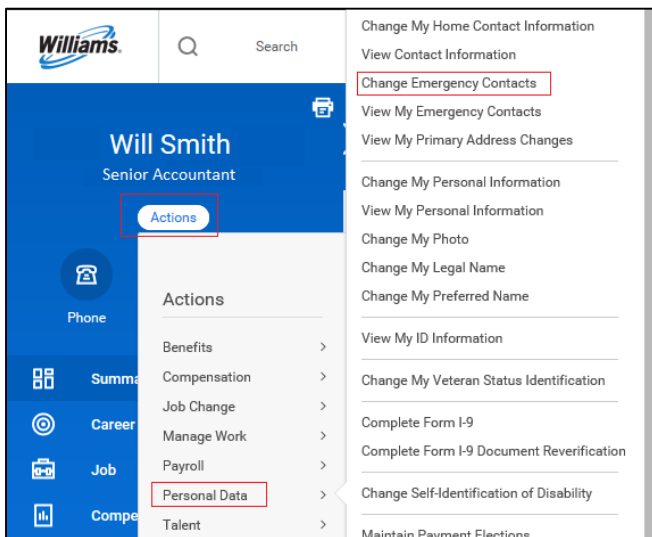 Williams.
Search
Will Smith
Senior Accountant
Actions
Phone
Summa
Career
Job
Compe
Actions
Benefits
Compensation
Job Change
Manage Work
Payroll
Personal Data
Talent
Change My Home Contact Information
View Contact Information
Change Emergency Contacts
View My Emergency Contacts
View My Primary Address Changes
Change My Personal Information
View My Personal Information
Change My Photo
Change My Legal Name
Change My Preferred Name
View My ID Information
Change My Veteran Status Identification
Complete Form I-9
Complete Form I-9 Document Reverification
Change Self-Identification of Disability
Maintain Payment Elections